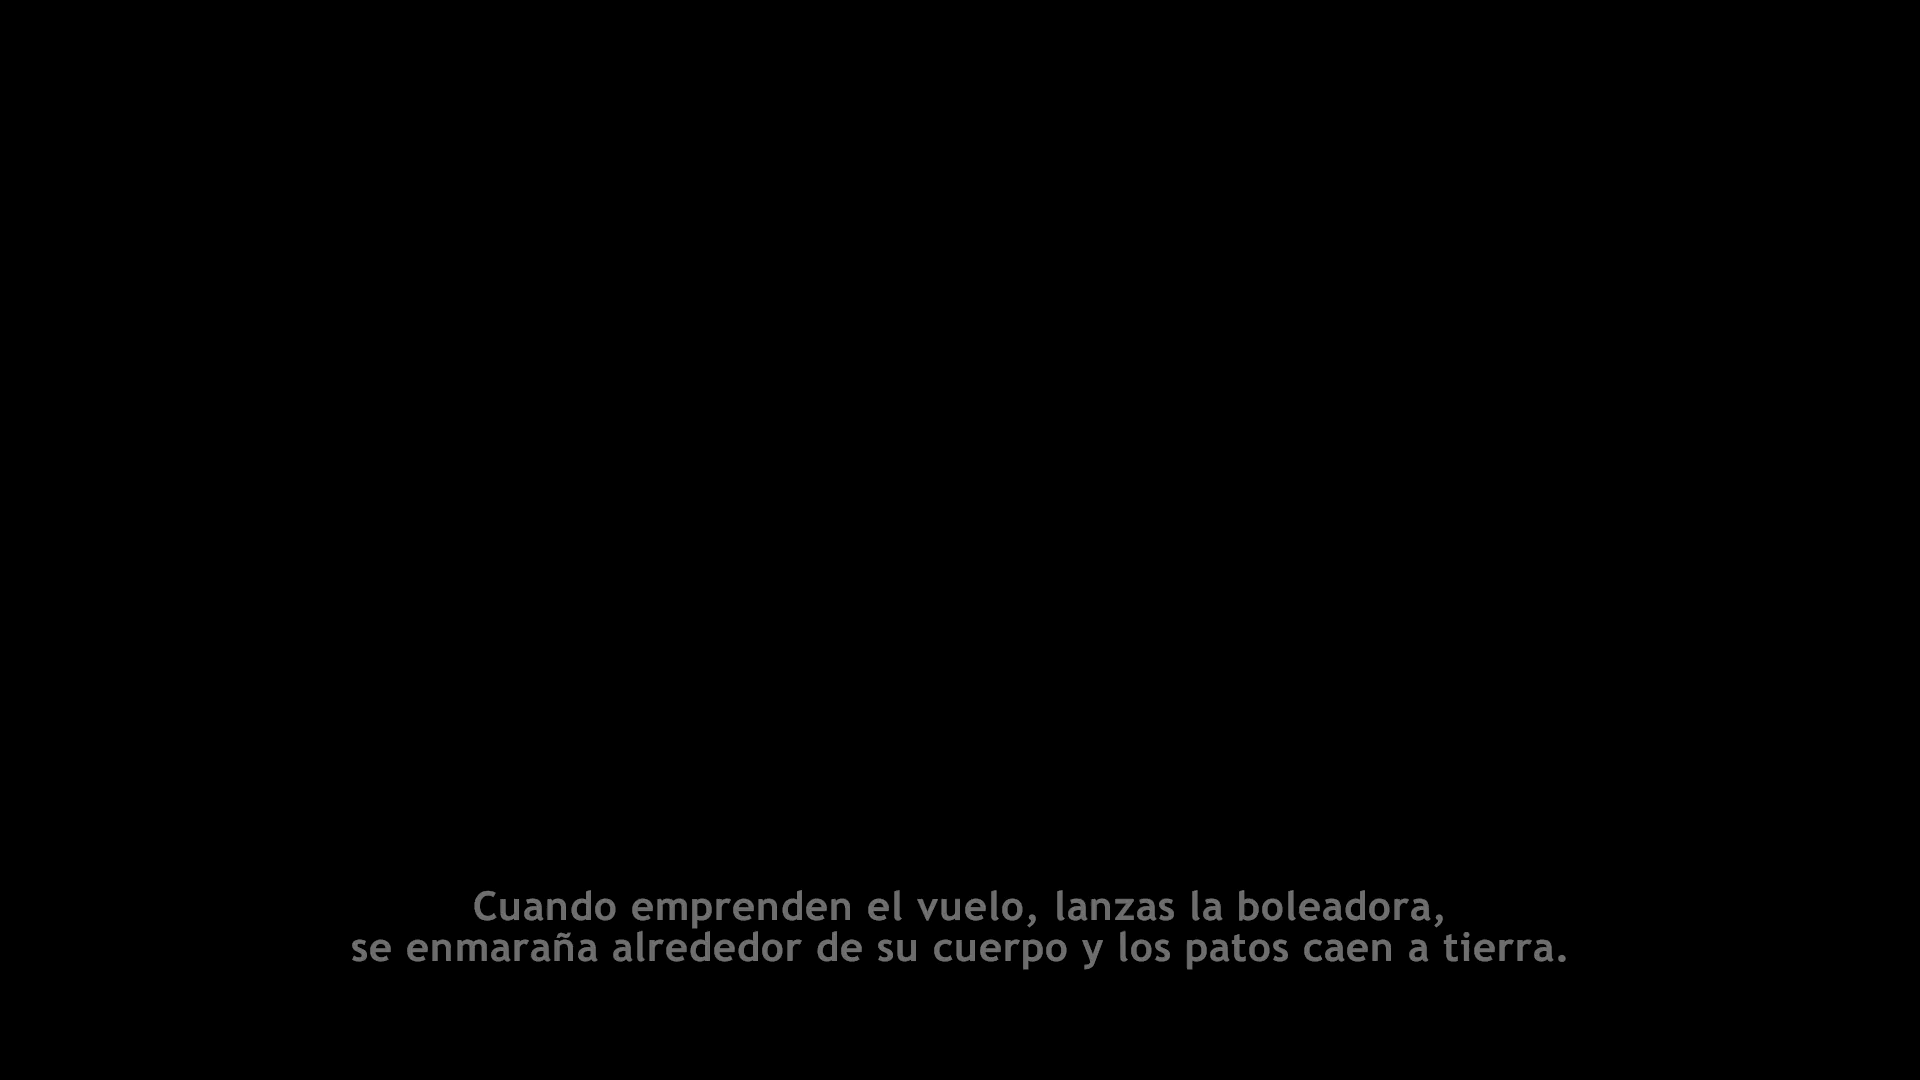 Cuando emprenden el vuelo, lanzas la boleadora,
se enmaraña alrededor de su cuerpo y los patos caen a tierra.